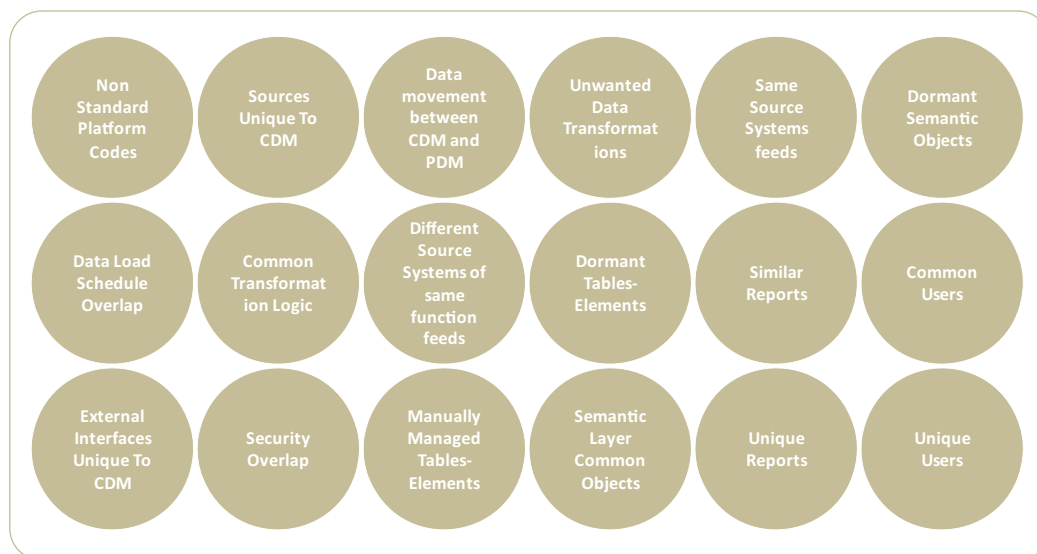 Non
Standard
Platform
Codes
Sources
Unique To
CDM
Data
movement
between
CDM and
PDM
Unwanted
Data
Transformat
ions
Same
Source
Systems
feeds
Dormant
Semantic
Objects
Data Load
Schedule
Overlap
Common
Transformat
ion Logic
Different
Source
Systems of
same
function
feeds
Dormant
Tables-
Elements
Similar
Reports
Common
Users
External
Interfaces
Unique To
CDM
Security
Overlap
Manually
Managed
Tables-
Elements
Semantic
Layer
Common
Objects
Unique
Reports
Unique
Users